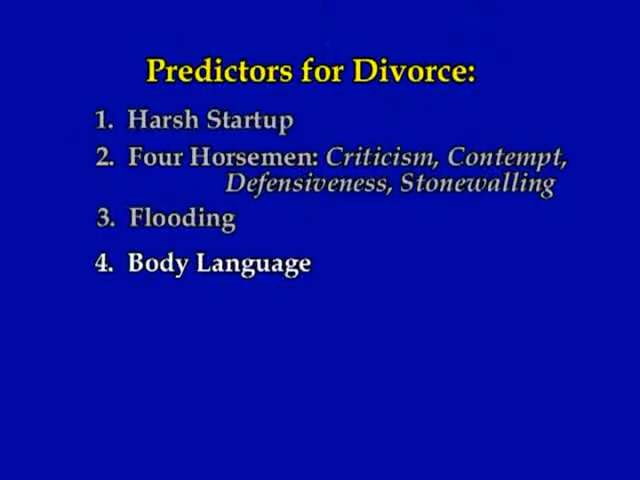 Predictors for Divorce:
1. Harsh Startup
2. Four Horsemen: Criticism, Contempt,
Defensiveness, Stonewalling
3. Flooding
4. Body Language